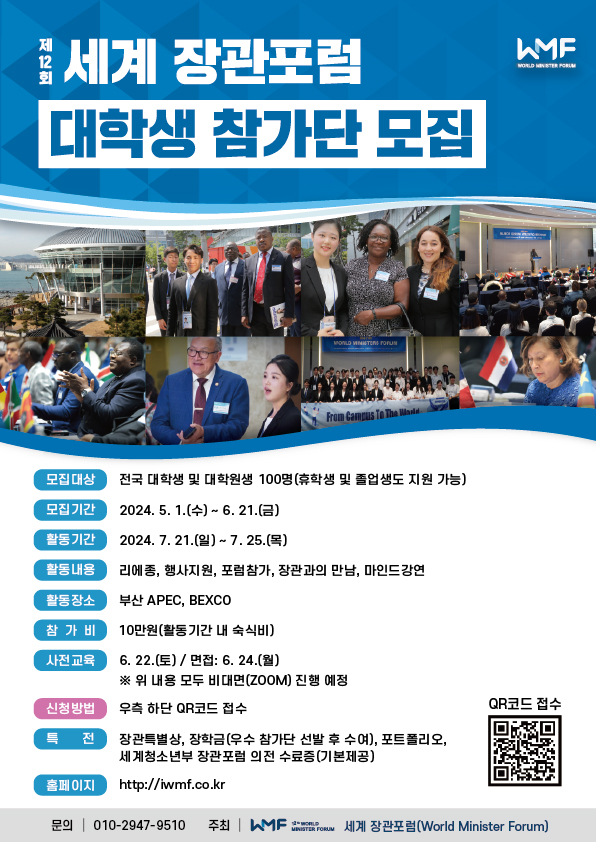 제12회
세계 장관포럼
WMF
WORLD MINISTER FORUM
대학생 참가단 모집
WORLD MINISTERS FORUM
From Campus To The World
모집대상 전국 대학생 및 대학원생 100명(휴학생 및 졸업생도 지원 가능)
모집기간 2024. 5. 1.(수) ~ 6. 21.(금)
활동기간 2024. 7. 21.(일) ~ 7. 25.(목)
활동내용 리에종, 행사지원, 포럼참가, 장관과의 만남, 마인드강연
활동장소 부산 APEC, BEXCO
참 가 비 10만원(활동기간 내 숙식비)
사전교육 6. 22.(토) / 면접: 6. 24.(월)
※ 위 내용 모두 비대면(ZOOM) 진행 예정
신청방법 우측 하단 QR코드 접수
QR코드 접수
특 전 장관특별상, 장학금(우수 참가단 선발 후 수여), 포트폴리오,
세계청소년부 장관포럼 의전 수료증(기본제공)
홈페이지 http://iwmf.co.kr
문의 | 010-2947-9510 주최 | WMF 12th WORLD MINISTER FORUM 세계 장관포럼(World Minister Forum)